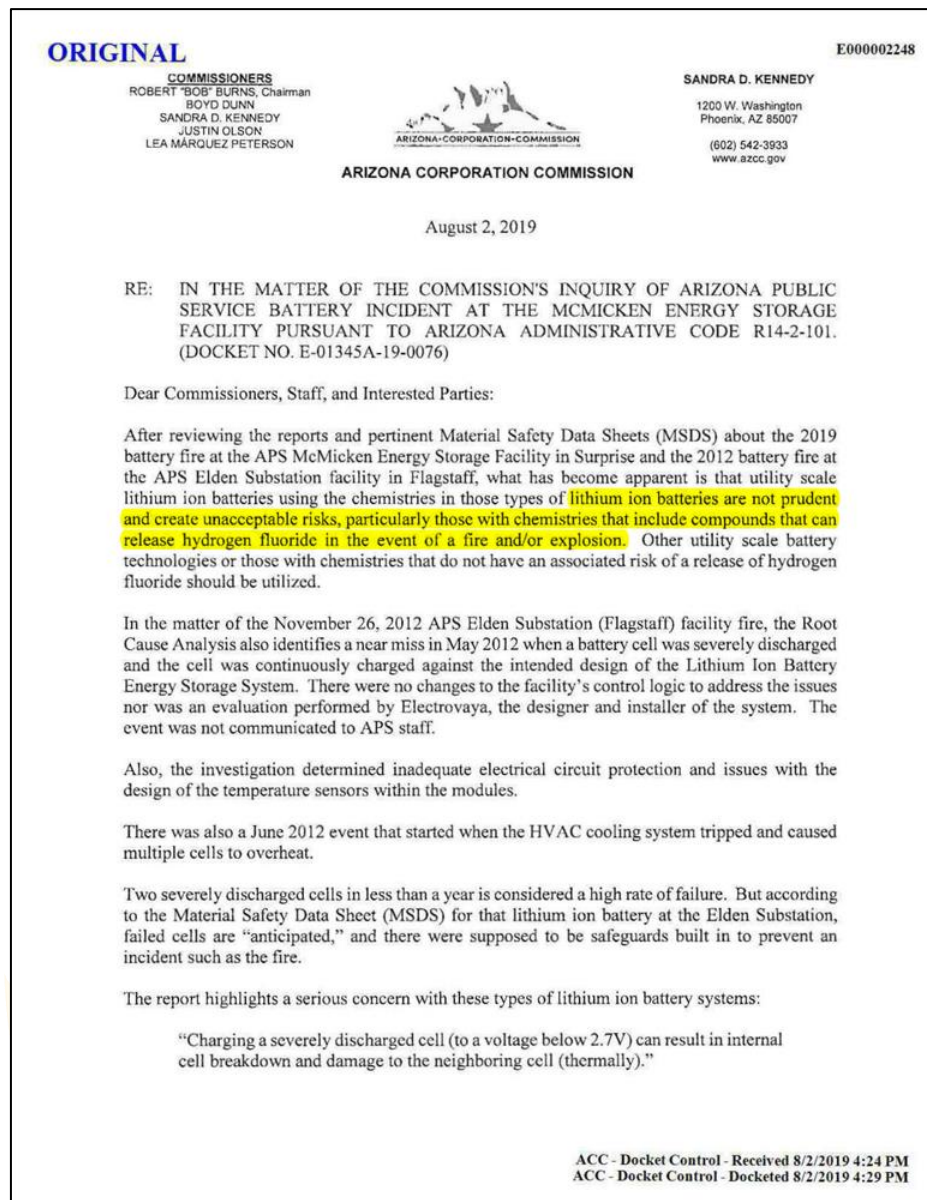 ORIGINAL
E000002248
COMMISSIONERS
ROBERT "BOB" BURNS, Chairman
BOYD DUNN
SANDRA D. KENNEDY
JUSTIN OLSON
LEA MÁRQUEZ PETERSON
ARIZONA•CORPORATION•COMMISSION
ARIZONA CORPORATION COMMISSION
SANDRA D. KENNEDY
1200 W. Washington
Phoenix, AZ 85007
(602) 542-3933
www.azcc.gov
August 2, 2019
RE: IN THE MATTER OF THE COMMISSION'S INQUIRY OF ARIZONA PUBLIC
SERVICE BATTERY INCIDENT AT THE MCMICKEN ENERGY STORAGE
FACILITY PURSUANT TO ARIZONA ADMINISTRATIVE CODE R14-2-101.
(DOCKET NO. E-01345A-19-0076)
Dear Commissioners, Staff, and Interested Parties:
After reviewing the reports and pertinent Material Safety Data Sheets (MSDS) about the 2019
battery fire at the APS McMicken Energy Storage Facility in Surprise and the 2012 battery fire at
the APS Elden Substation facility in Flagstaff, what has become apparent is that utility scale
lithium ion batteries using the chemistries in those types of lithium ion batteries are not prudent
and create unacceptable risks, particularly those with chemistries that include compounds that can
release hydrogen fluoride in the event of a fire and/or explosion. Other utility scale battery
technologies or those with chemistries that do not have an associated risk of a release of hydrogen
fluoride should be utilized.
In the matter of the November 26, 2012 APS Elden Substation (Flagstaff) facility fire, the Root
Cause Analysis also identifies a near miss in May 2012 when a battery cell was severely discharged
and the cell was continuously charged against the intended design of the Lithium Ion Battery
Energy Storage System. There were no changes to the facility's control logic to address the issues
nor was an evaluation performed by Electrovaya, the designer and installer of the system. The
event was not communicated to APS staff.
Also, the investigation determined inadequate electrical circuit protection and issues with the
design of the temperature sensors within the modules.
There was also a June 2012 event that started when the HVAC cooling system tripped and caused
multiple cells to overheat.
Two severely discharged cells in less than a year is considered a high rate of failure. But according
to the Material Safety Data Sheet (MSDS) for that lithium ion battery at the Elden Substation,
failed cells are "anticipated," and there were supposed to be safeguards built in to prevent an
incident such as the fire.
The report highlights a serious concern with these types of lithium ion battery systems:
"Charging a severely discharged cell (to a voltage below 2.7V) can result in internal
cell breakdown and damage to the neighboring cell (thermally)."
ACC - Docket Control - Received 8/2/2019 4:24 PM
ACC - Docket Control - Docketed 8/2/2019 4:29 PM